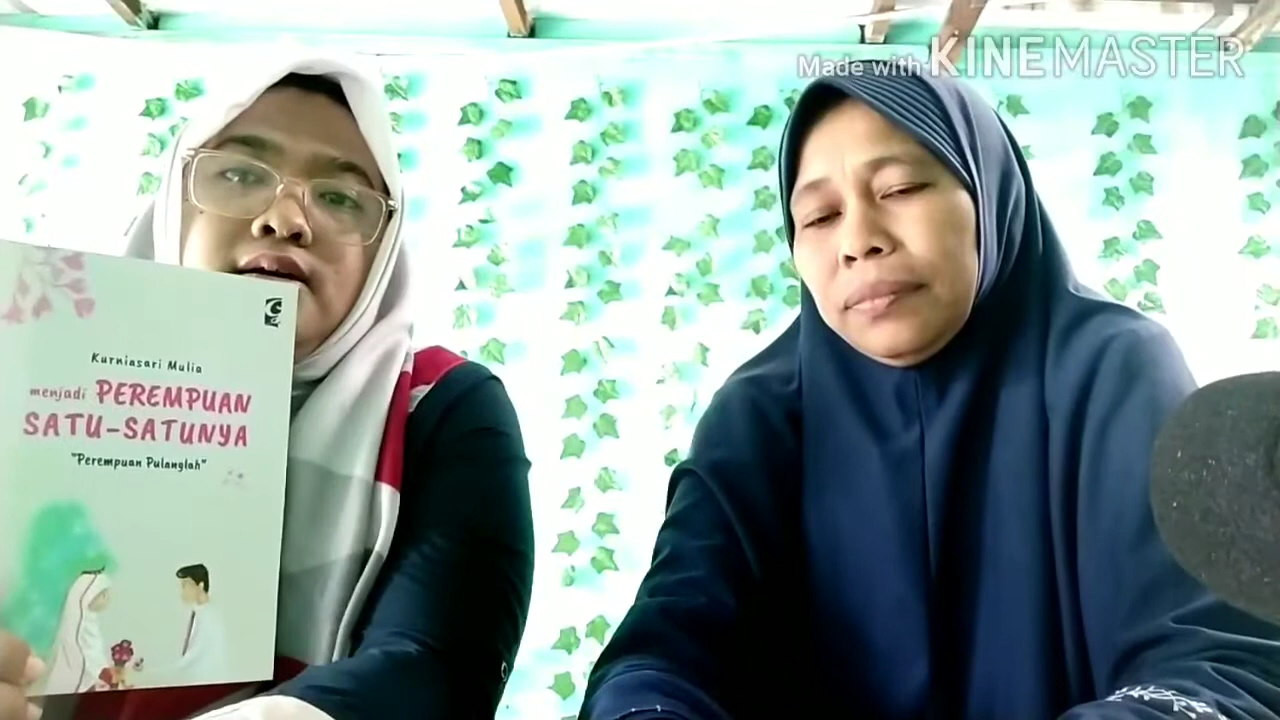 Made with KINEMASTER
Kurniasari Mulia
menjadi PEREMPUAN
SATU-SATUNYA
"Perempuan Pulanglah"